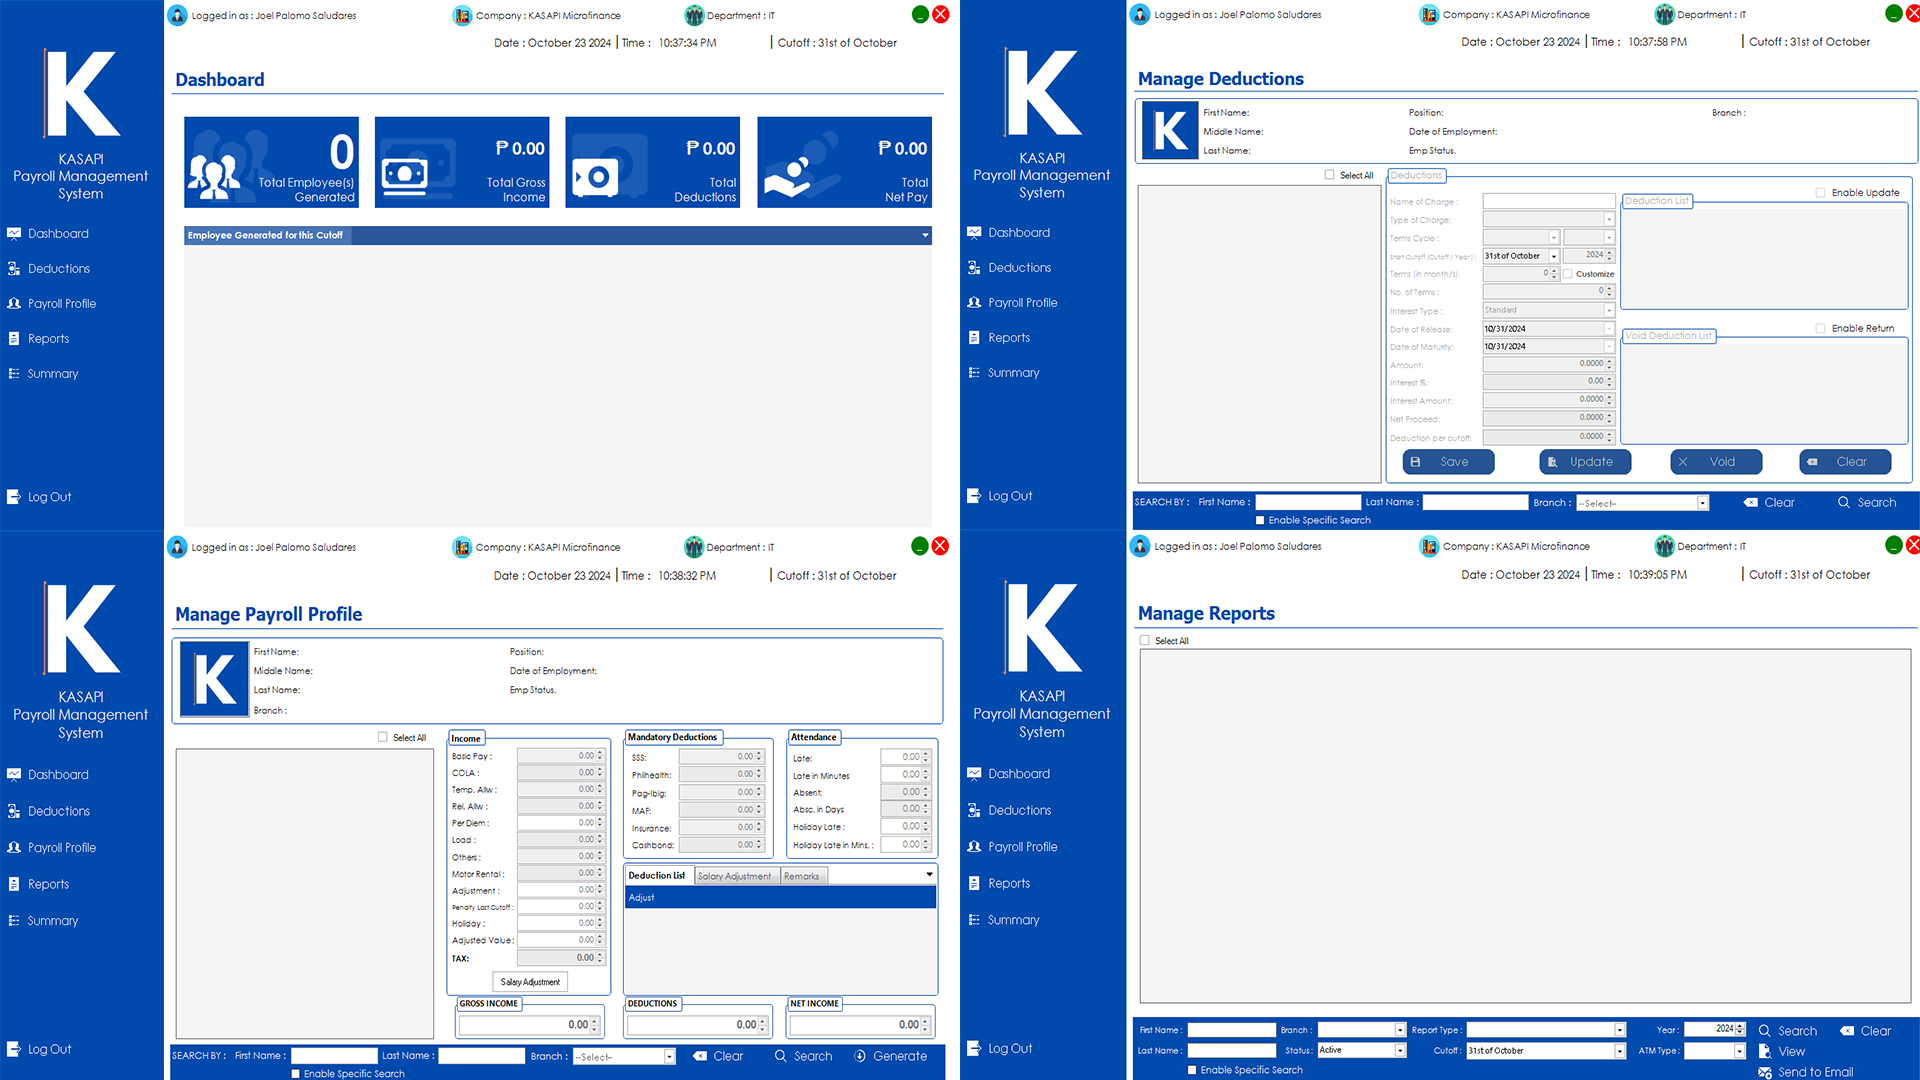 Logged in as : Joel Palomo Saludares
Company : KASAPI Microfinance
Department : IT
Date : October 23 2024 | Time : 10:37:34 PM | Cutoff : 31st of October
K
KASAPI
Payroll Management
System
Dashboard
Deductions
Payroll Profile
Reports
Summary
Log Out
Dashboard
0
Total Employee(s)
Generated
₱ 0.00
Total Gross
Income
₱ 0.00
Total
Deductions
₱ 0.00
Total
Net Pay
Employee Generated for this Cutoff
Logged in as : Joel Palomo Saludares
Company : KASAPI Microfinance
Department : IT
Date : October 23 2024 | Time : 10:37:58 PM | Cutoff : 31st of October
K
KASAPI
Payroll Management
System
Dashboard
Deductions
Payroll Profile
Reports
Summary
Log Out
Manage Deductions
K
First Name:
Middle Name:
Last Name:
Position:
Date of Employment:
Emp Status.
Branch :
Select All
Deductions
Name of Charge :
Type of Charge:
Terms Cycle :
Start Cutoff (Cutoff / Year) : 31st of October 2024
Terms (in month/s): 0 Customize
No. of Terms : 0
Interest Type : Standard
Date of Release: 10/31/2024
Date of Maturity: 10/31/2024
Amount: 0.0000
Interest %: 0.00
Interest Amount: 0.0000
Net Proceed: 0.0000
Deduction per cutoff: 0.0000
Enable Update
Deduction List
Enable Return
Void Deduction List
Save Update Void Clear
SEARCH BY : First Name : Last Name : Branch : --Select-- Clear Search
Enable Specific Search
Logged in as : Joel Palomo Saludares
Company : KASAPI Microfinance
Department : IT
Date : October 23 2024 | Time : 10:38:32 PM | Cutoff : 31st of October
K
KASAPI
Payroll Management
System
Dashboard
Deductions
Payroll Profile
Reports
Summary
Log Out
Manage Payroll Profile
K
First Name:
Middle Name:
Last Name:
Branch :
Position:
Date of Employment:
Emp Status.
Select All
Income
Basic Pay : 0.00
COLA : 0.00
Temp. Allw : 0.00
Rel. Allw : 0.00
Per Diem : 0.00
Load : 0.00
Others : 0.00
Motor Rental : 0.00
Adjustment : 0.00
Penalty Last Cutoff : 0.00
Holiday : 0.00
Adjusted Value : 0.00
TAX: 0.00
Salary Adjustment
Mandatory Deductions
SSS: 0.00
Philhealth: 0.00
Pag-Ibig: 0.00
MAF: 0.00
Insurance: 0.00
Cashbond: 0.00
Attendance
Late: 0.00
Late in Minutes 0.00
Absent: 0.00
Absc. in Days 0.00
Holiday Late : 0.00
Holiday Late in Mins. : 0.00
Deduction List Salary Adjustment Remarks
Adjust
GROSS INCOME
0.00
DEDUCTIONS
0.00
NET INCOME
0.00
SEARCH BY : First Name : Last Name : Branch : --Select-- Clear Search Generate
Enable Specific Search
Logged in as : Joel Palomo Saludares
Company : KASAPI Microfinance
Department : IT
Date : October 23 2024 | Time : 10:39:05 PM | Cutoff : 31st of October
K
KASAPI
Payroll Management
System
Dashboard
Deductions
Payroll Profile
Reports
Summary
Log Out
Manage Reports
Select All
First Name : Branch : Report Type : Year : 2024 Search Clear
Last Name : Status : Active Cutoff : 31st of October ATM Type : View
Enable Specific Search Send to Email